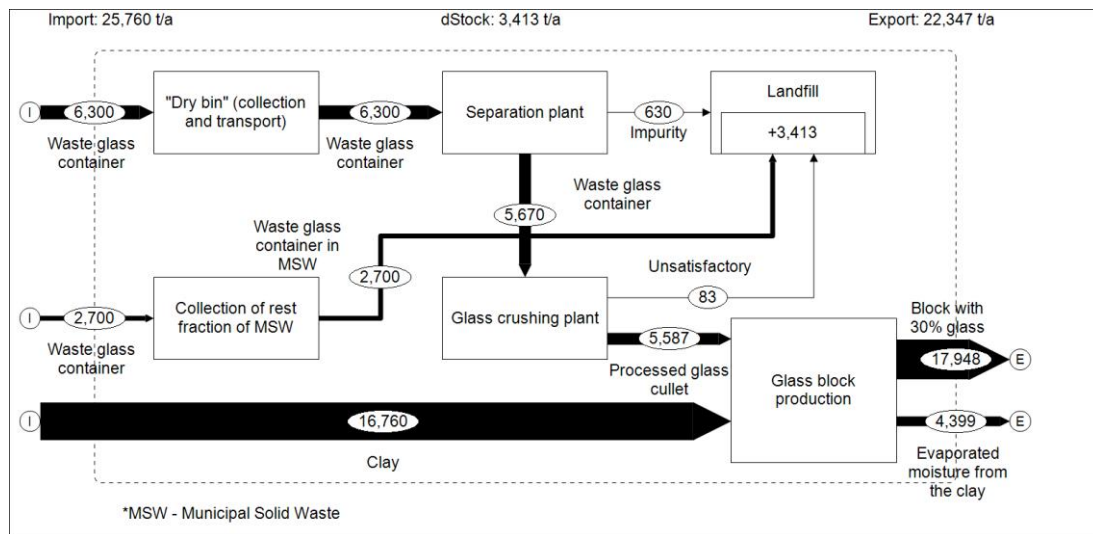 Import: 25,760 t/a
dStock: 3,413 t/a
Export: 22,347 t/a
I
6,300
Waste glass
container
"Dry bin" (collection
and transport)
6,300
Waste glass
container
Separation plant
630
Impurity
Landfill
+3,413
5,670
Waste glass
container
Waste glass
container in
MSW
2,700
I
2,700
Waste glass
container
Collection of rest
fraction of MSW
Glass crushing plant
Unsatisfactory
83
5,587
Processed glass
cullet
I
16,760
Clay
Glass block
production
Block with
30% glass
17,948
E
4,399
E
Evaporated
moisture from
the clay
*MSW - Municipal Solid Waste